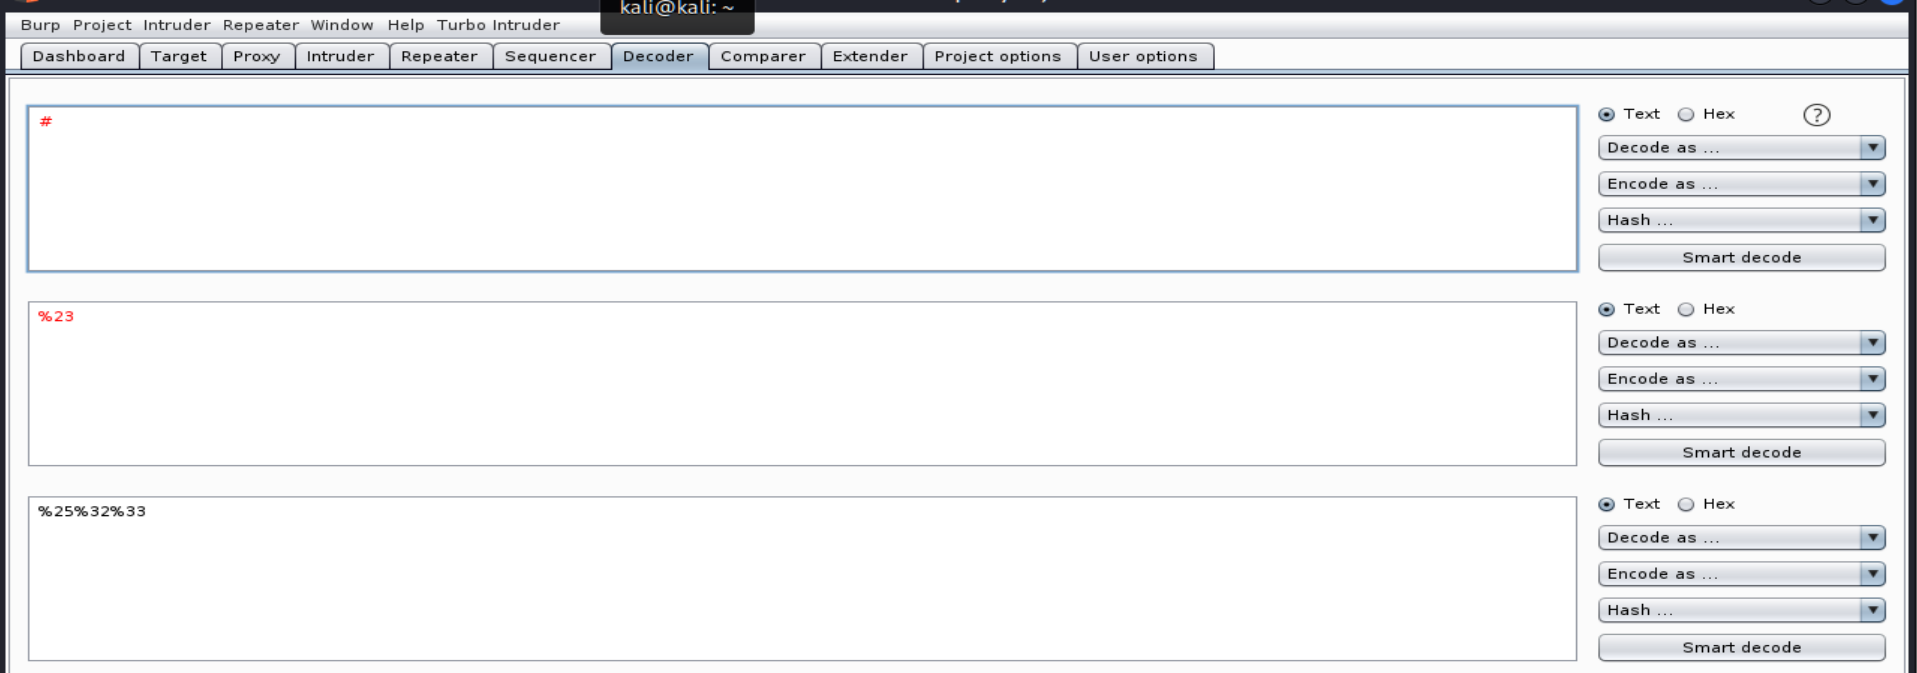 kali@kali: ~
Burp Project Intruder Repeater Window Help Turbo Intruder
Dashboard Target Proxy Intruder Repeater Sequencer Decoder Comparer Extender Project options User options
#
Text Hex ?
Decode as ...
Encode as ...
Hash ...
Smart decode
%23
Text Hex
Decode as ...
Encode as ...
Hash ...
Smart decode
%25%32%33
Text Hex
Decode as ...
Encode as ...
Hash ...
Smart decode